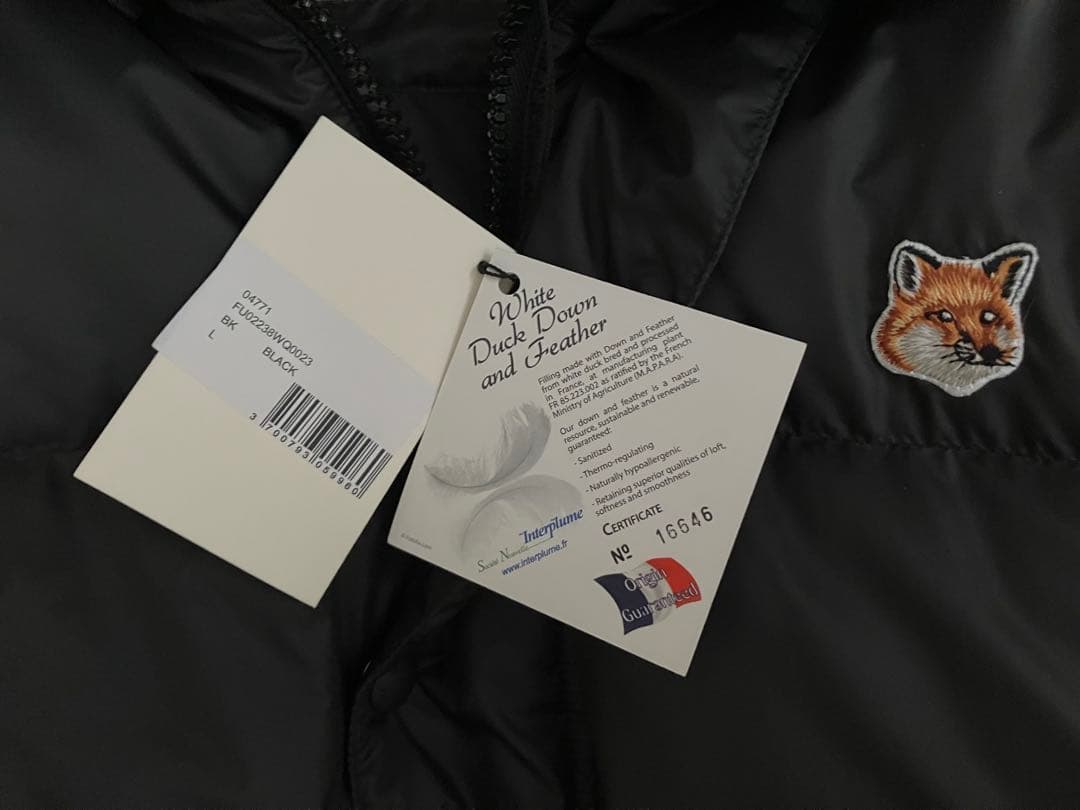 04771
FU02238WQ0023
BK BLACK
L
3 700793 059960
White
Duck Down
and Feather
Filling made with Down and Feather
from white duck bred and processed
in France, at manufacturing plant
FR 85.223.002 as ratified by the French
Ministry of Agriculture (M.A.P.A.R.A).
Our down and feather is a natural
resource, sustainable and renewable,
guaranteed:
- Sanitized
- Thermo-regulating
- Naturally hypoallergenic
- Retaining superior qualities of loft,
softness and smoothness
Interplume
Société Nouvelle
www.interplume.fr
CERTIFICATE
Nº 16646
Origin
Guaranteed